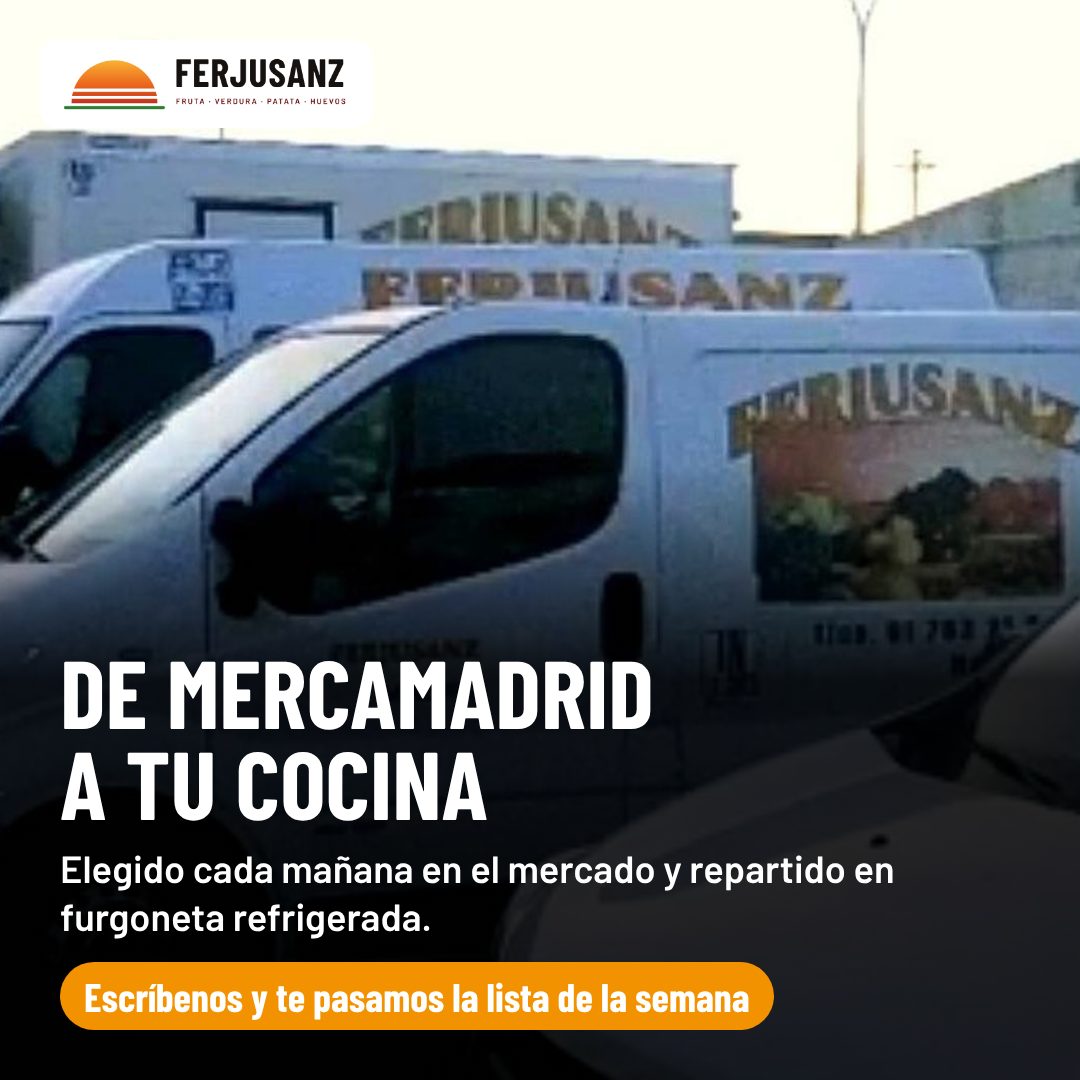 FERJUSANZ
FRUTA · VERDURA · PATATA · HUEVOS
FERJUSANZ
FERJUSANZ
FERJUSANZ
FERJUSANZ
DE MERCAMADRID
A TU COCINA
Elegido cada mañana en el mercado y repartido en
furgoneta refrigerada.
Escríbenos y te pasamos la lista de la semana